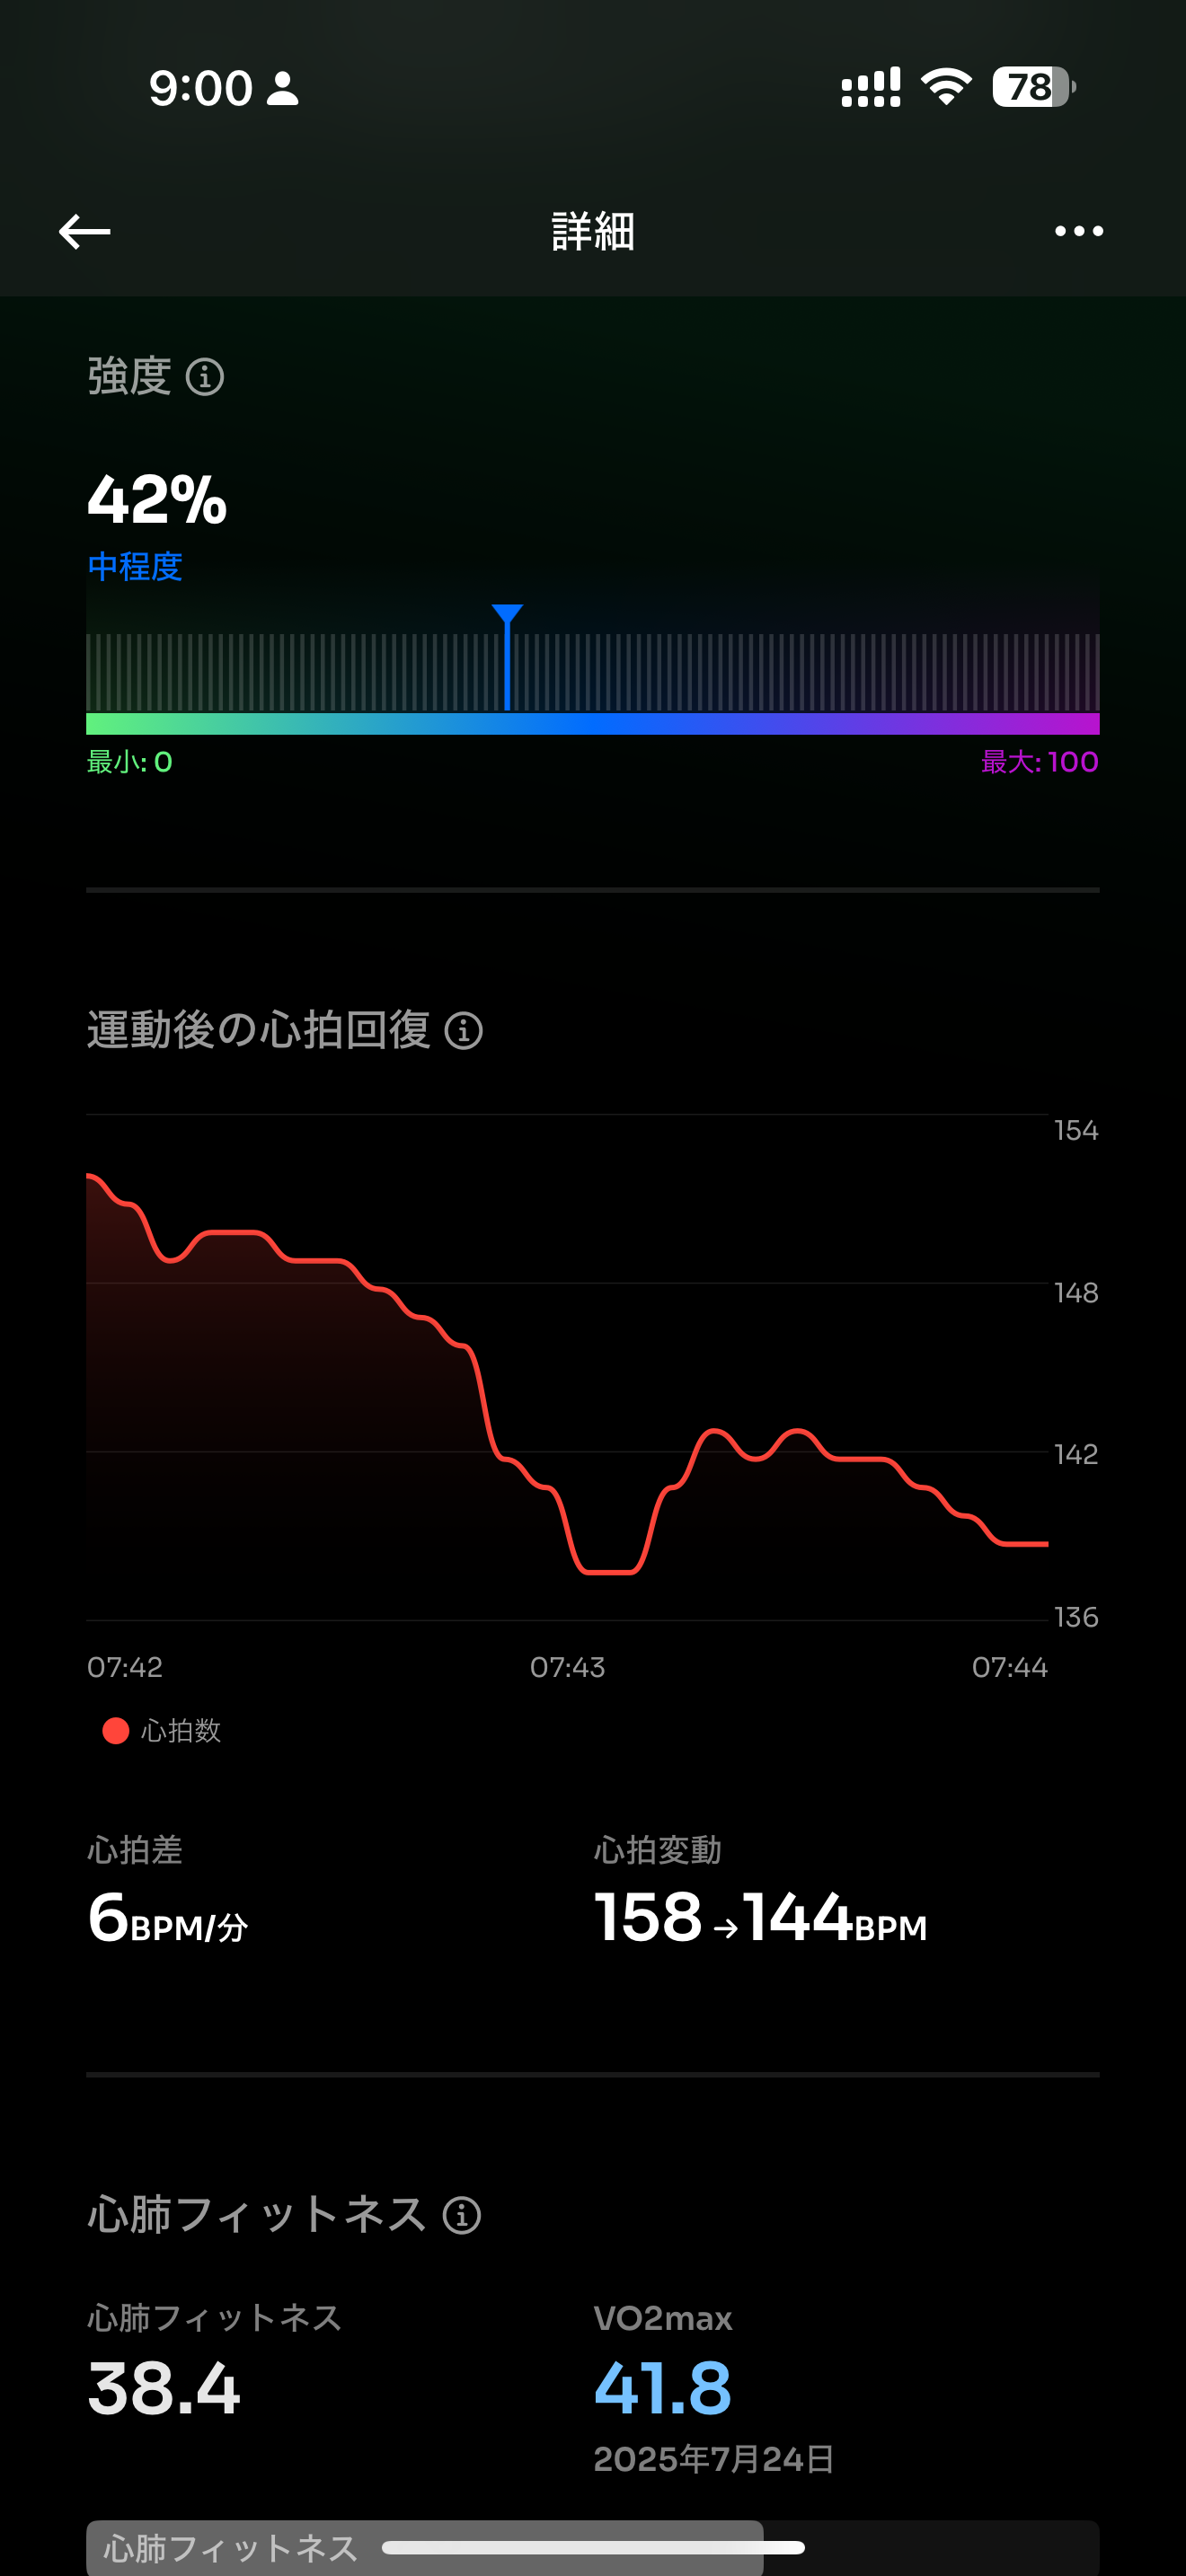 9:00
78
詳細
強度
42%
中程度
最小: 0
最大: 100
運動後の心拍回復
154
148
142
136
07:42
07:43
07:44
心拍数
心拍差
心拍変動
6BPM/分
158→144BPM
心肺フィットネス
心肺フィットネス
VO2max
38.4
41.8
2025年7月24日
心肺フィットネス